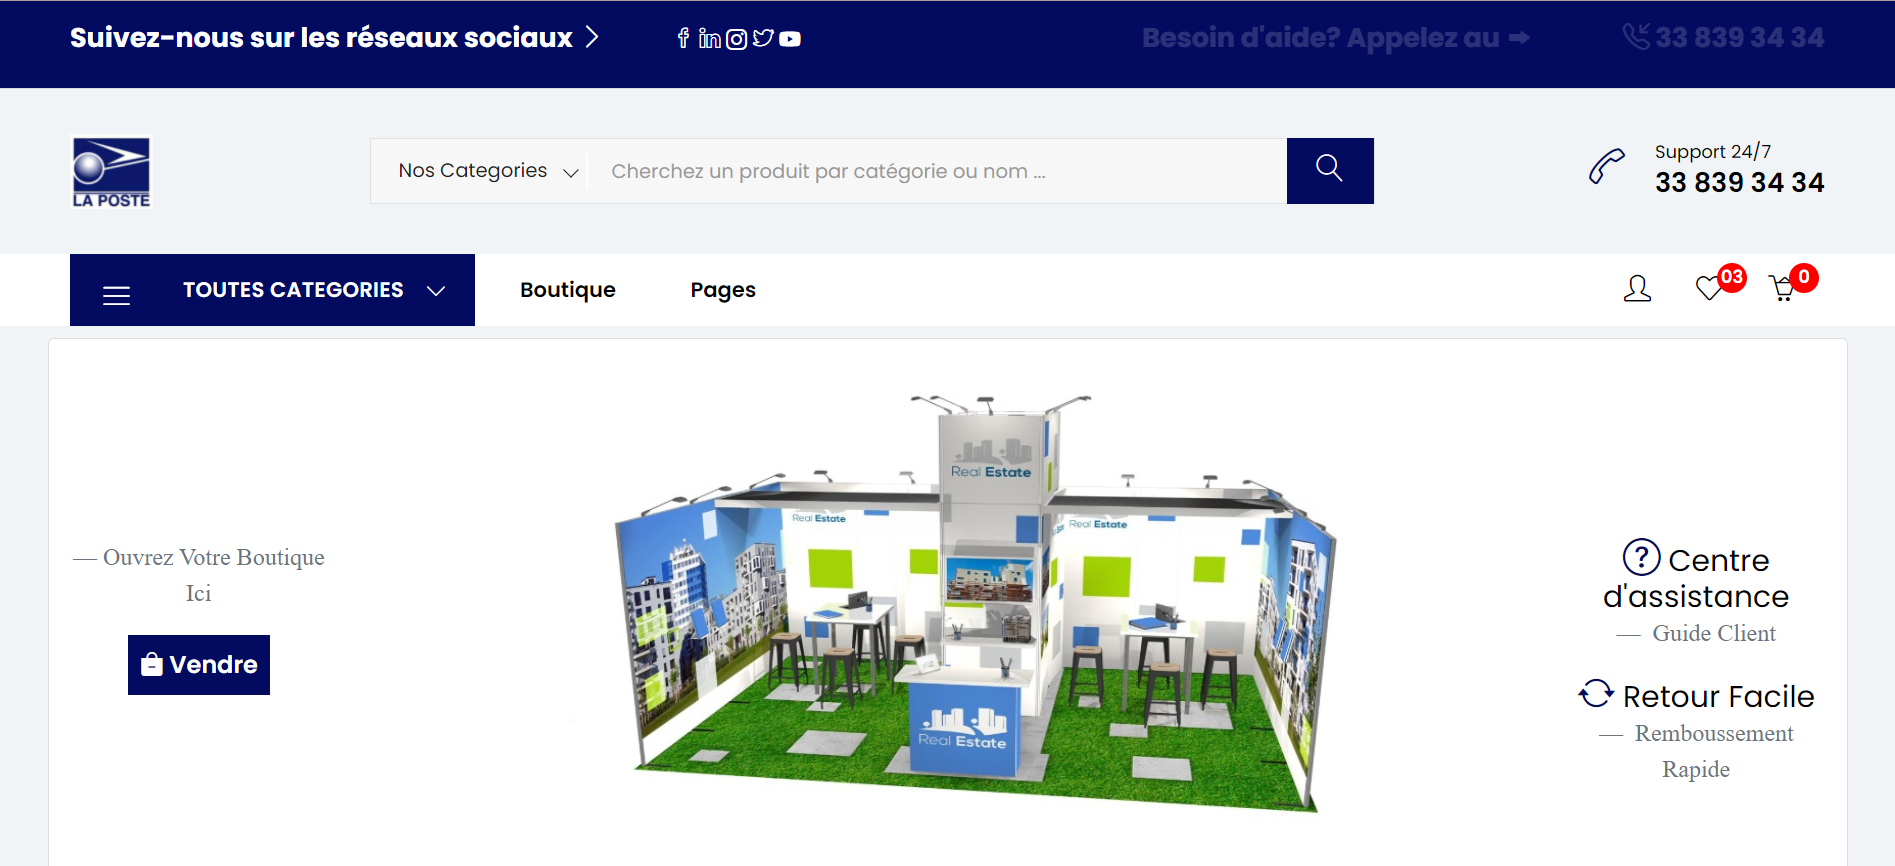 Suivez-nous sur les réseaux sociaux
Besoin d'aide? Appelez au
33 839 34 34
LA POSTE
Nos Categories
Cherchez un produit par catégorie ou nom ...
Support 24/7
33 839 34 34
TOUTES CATEGORIES
Boutique
Pages
03
0
Real Estate
Real Estate
Real Estate
— Ouvrez Votre Boutique
Ici
Vendre
Real Estate
Centre
d'assistance
— Guide Client
Retour Facile
— Remboussement
Rapide